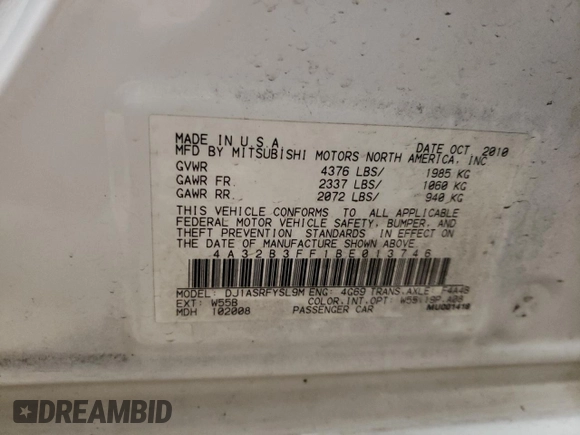 MADE IN U.S.A.
MFD BY MITSUBISHI MOTORS NORTH AMERICA, INC
DATE OCT. 2010
GVWR 4376 LBS/ 1985 KG
GAWR FR. 2337 LBS/ 1060 KG
GAWR RR. 2072 LBS/ 940 KG
THIS VEHICLE CONFORMS TO ALL APPLICABLE
FEDERAL MOTOR VEHICLE SAFETY, BUMPER, AND
THEFT PREVENTION STANDARDS IN EFFECT ON
THE DATE OF MANUFACTURE SHOWN ABOVE.
4A32B3FF1BE013746
MODEL: DJ1ASRFYSL9M ENG: 4G69 TRANS.AXLE F4A4B
EXT: W55B COLOR.INT.OPT: A08
MDH 102008 PASSENGER CAR MU001418
DREAMBID